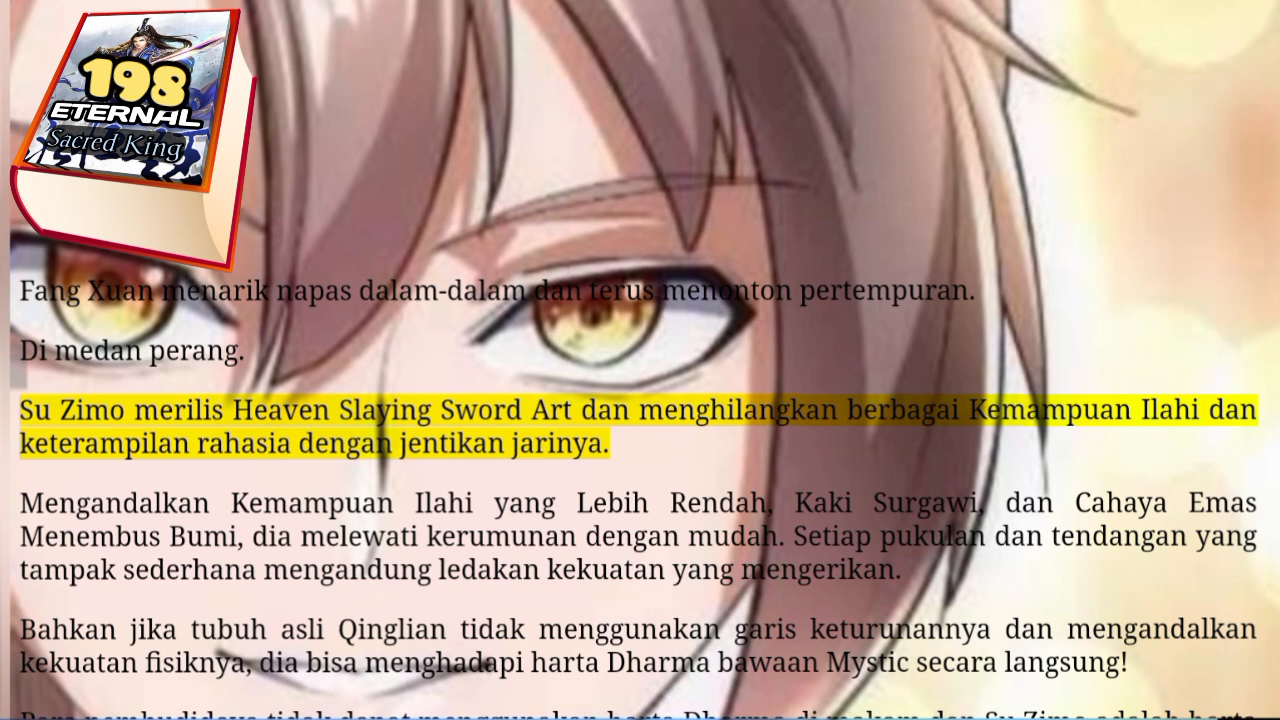 198
ETERNAL
Sacred King
Fang Xuan menarik napas dalam-dalam dan terus menonton pertempuran.
Di medan perang.
Su Zimo merilis Heaven Slaying Sword Art dan menghilangkan berbagai Kemampuan Ilahi dan
keterampilan rahasia dengan jentikan jarinya.
Mengandalkan Kemampuan Ilahi yang Lebih Rendah, Kaki Surgawi, dan Cahaya Emas
Menembus Bumi, dia melewati kerumunan dengan mudah. Setiap pukulan dan tendangan yang
tampak sederhana mengandung ledakan kekuatan yang mengerikan.
Bahkan jika tubuh asli Qinglian tidak menggunakan garis keturunannya dan mengandalkan
kekuatan fisiknya, dia bisa menghadapi harta Dharma bawaan Mystic secara langsung!